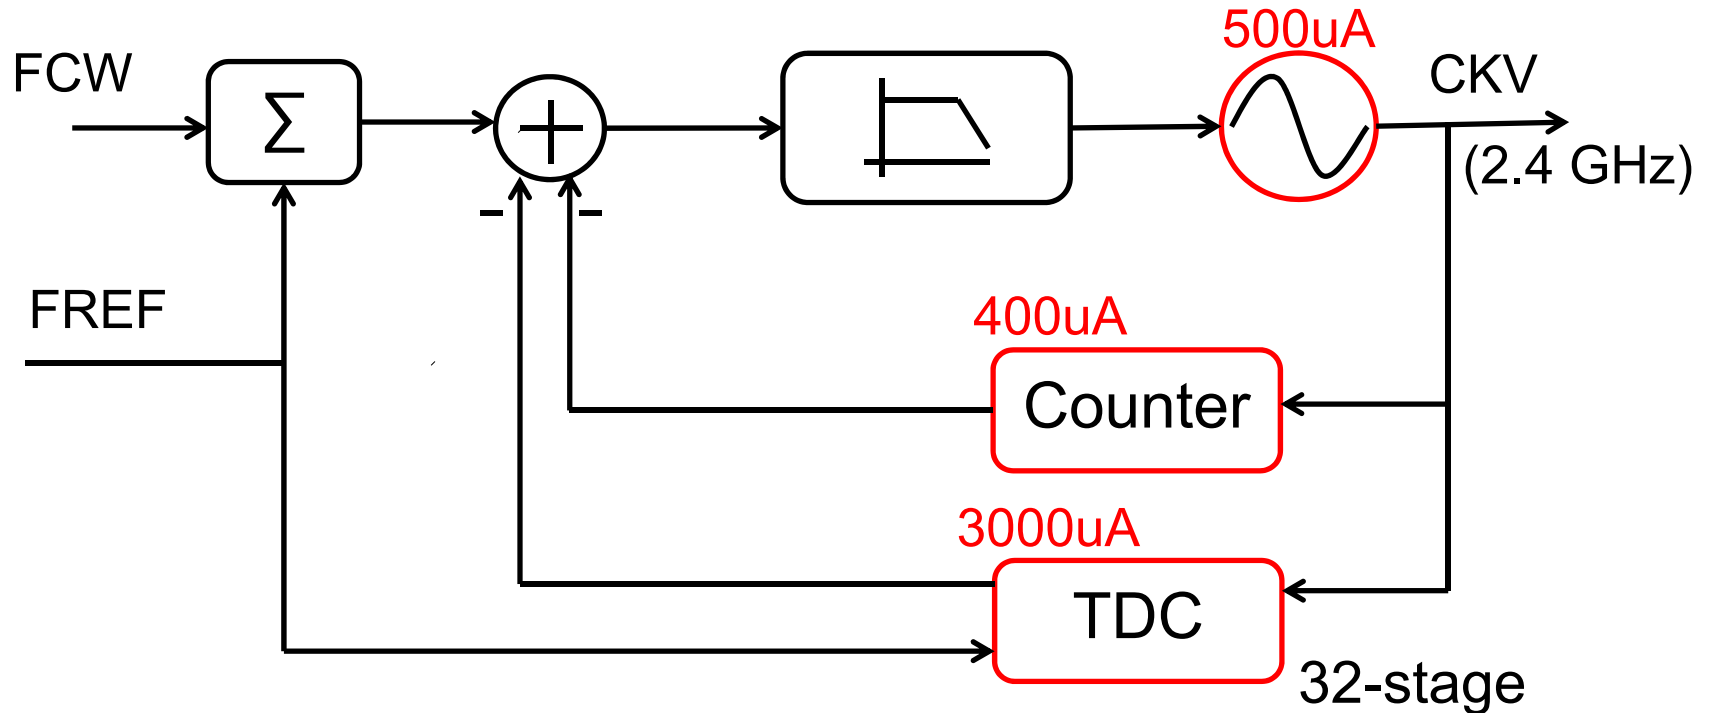 500uA
FCW
Σ
CKV
(2.4 GHz)
FREF
400uA
Counter
3000uA
TDC
32-stage